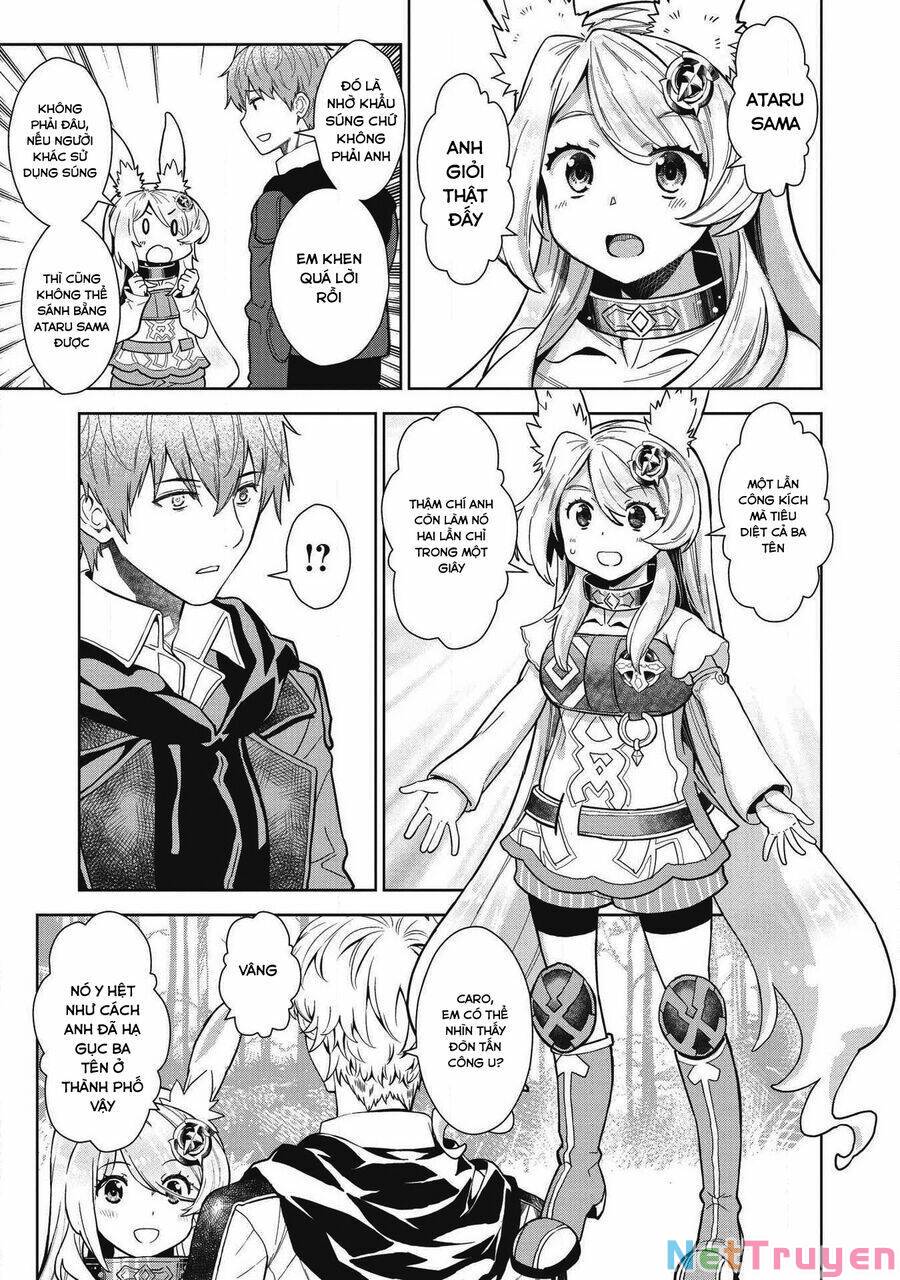 ATARU
SAMA
ANH
GIỎI
THẬT
ĐẤY
ĐÓ LÀ
NHỜ KHẨU
SÚNG CHỨ
KHÔNG
PHẢI ANH
EM KHEN
QUÁ LỜI
RỒI
KHÔNG
PHẢI ĐÂU,
NẾU NGƯỜI
KHÁC SỬ
DỤNG SÚNG
THÌ CŨNG
KHÔNG THỂ
SÁNH BẰNG
ATARU SAMA
ĐƯỢC
MỘT LẦN
CÔNG KÍCH
MÀ TIÊU
DIỆT CẢ BA
TÊN
THẬM CHÍ ANH
CÒN LÀM NÓ
HAI LẦN CHỈ
TRONG MỘT
GIÂY
!?
CARO,
EM CÓ THỂ
NHÌN THẤY
ĐÓN TẤN
CÔNG U?
VÂNG
NÓ Y HỆT
NHƯ CÁCH
ANH ĐÃ HẠ
GỤC BA
TÊN Ở
THÀNH PHỐ
VẬY
NetTruyen